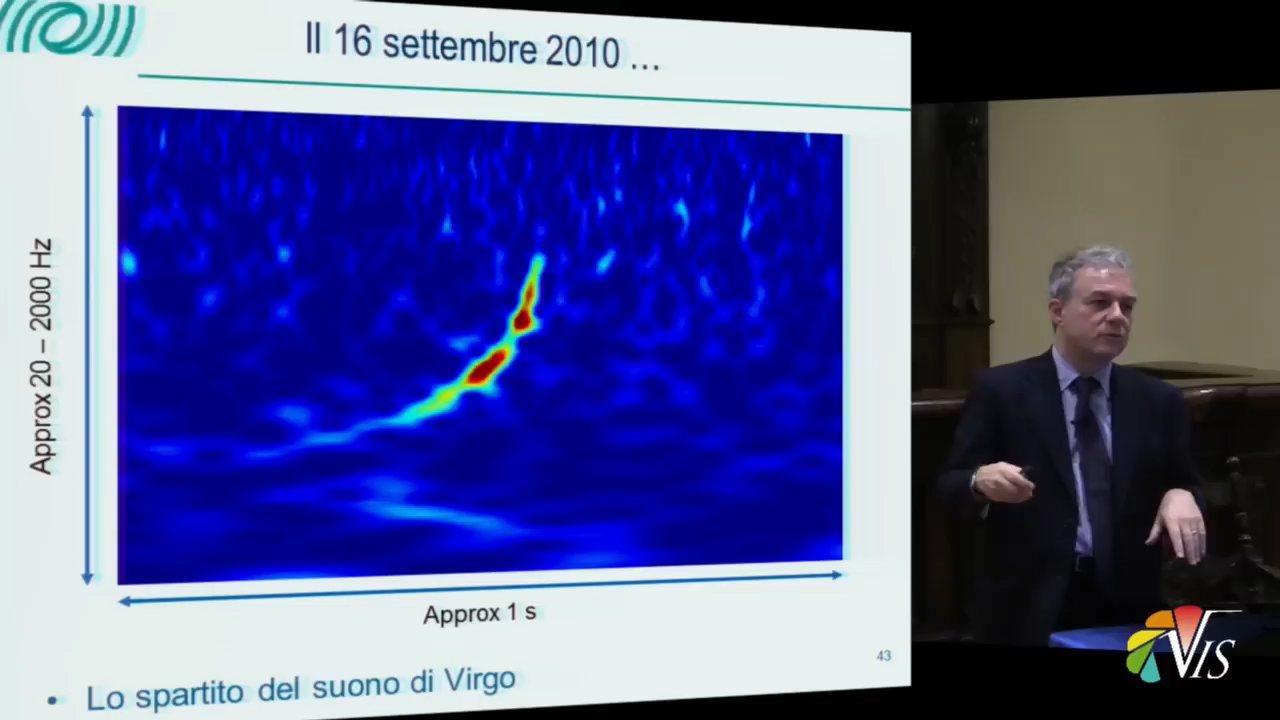 Il 16 settembre 2010 ...
Approx 20 – 2000 Hz
Approx 1 s
43
• Lo spartito del suono di Virgo
VIS